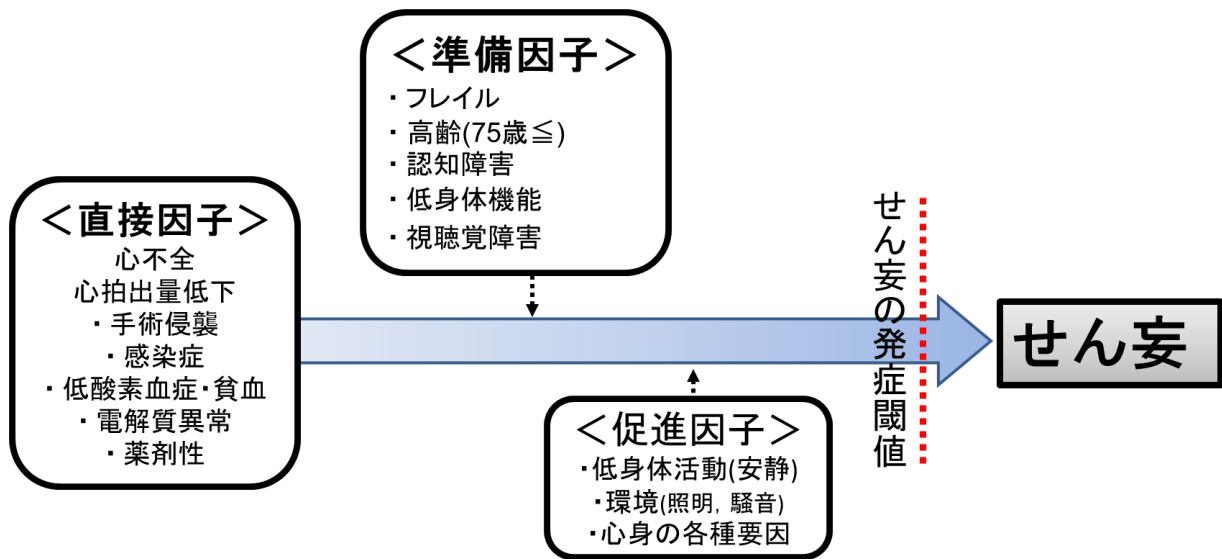 <準備因子>
・フレイル
・高齢(75歳≦)
・認知障害
・低身体機能
・視聴覚障害
<直接因子>
心不全
心拍出量低下
・手術侵襲
・感染症
・低酸素血症・貧血
・電解質異常
・薬剤性
せん妄の発症閾値
せん妄
<促進因子>
・低身体活動(安静)
・環境(照明, 騒音)
・心身の各種要因